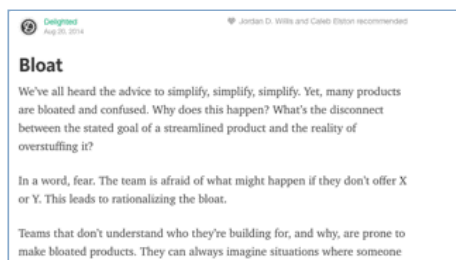 Delighted
Jordan D. Willis and Caleb Elston recommended
Aug 20, 2014
Bloat
We've all heard the advice to simplify, simplify, simplify. Yet, many products
are bloated and confused. Why does this happen? What's the disconnect
between the stated goal of a streamlined product and the reality of
overstuffing it?
In a word, fear. The team is afraid of what might happen if they don't offer X
or Y. This leads to rationalizing the bloat.
Teams that don't understand who they're building for, and why, are prone to
make bloated products. They can always imagine situations where someone